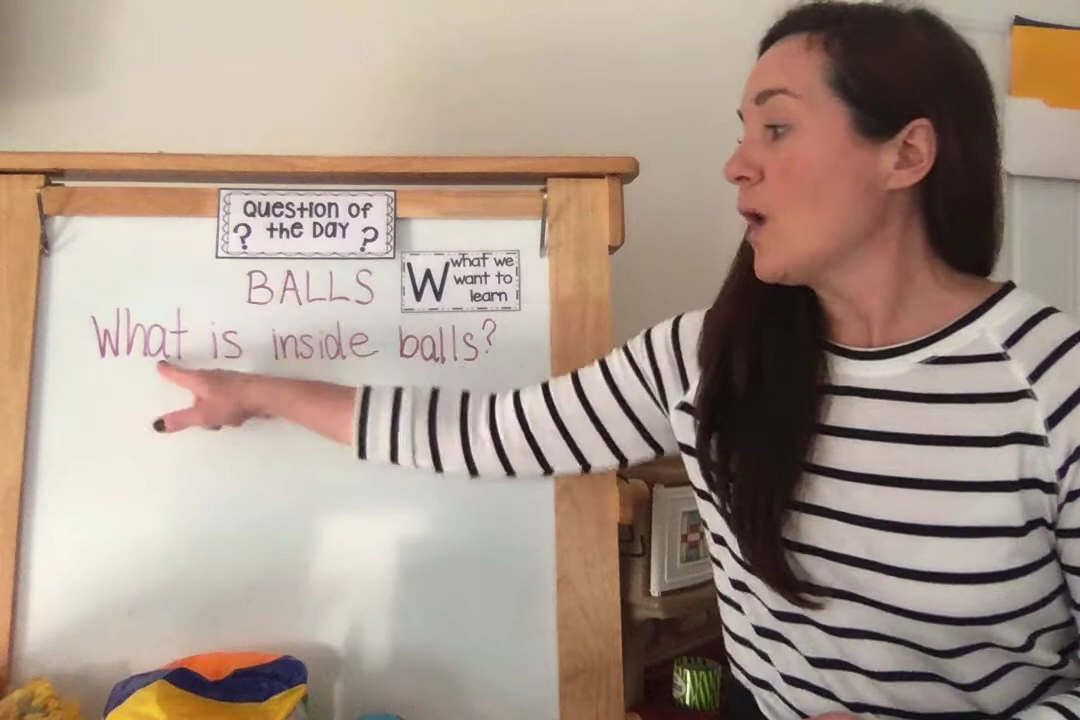 Question of
? the Day ?
BALLS
W what we
want to
learn
What is inside balls?